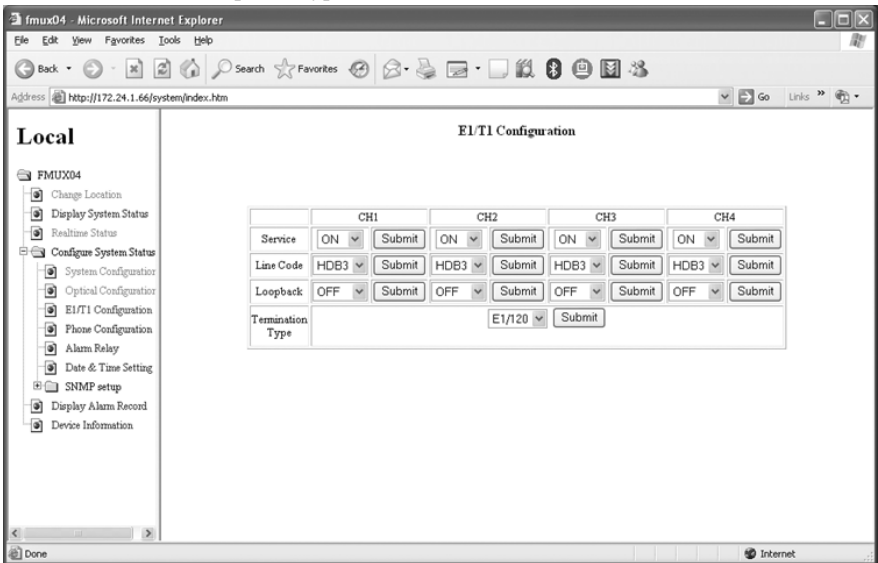 fmux04 - Microsoft Internet Explorer
File Edit View Favorites Tools Help
Back Search Favorites
Address http://172.24.1.66/system/index.htm Go Links »
Local
FMUX04
Change Location
Display System Status
Realtime Status
Configure System Status
System Configuration
Optical Configuration
E1/T1 Configuration
Phone Configuration
Alarm Relay
Date & Time Setting
SNMP setup
Display Alarm Record
Device Information
E1/T1 Configuration
CH1 CH2 CH3 CH4
Service ON Submit ON Submit ON Submit ON Submit
Line Code HDB3 Submit HDB3 Submit HDB3 Submit HDB3 Submit
Loopback OFF Submit OFF Submit OFF Submit OFF Submit
Termination Type E1/120 Submit
Done Internet